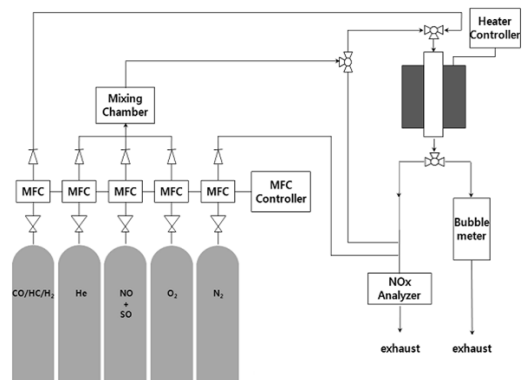 Heater
Controller
Mixing
Chamber
MFC
MFC
MFC
MFC
MFC
MFC
Controller
Bubble
meter
CO/HC/H₂
He
NO
+
SO
O₂
N₂
NOx
Analyzer
exhaust
exhaust